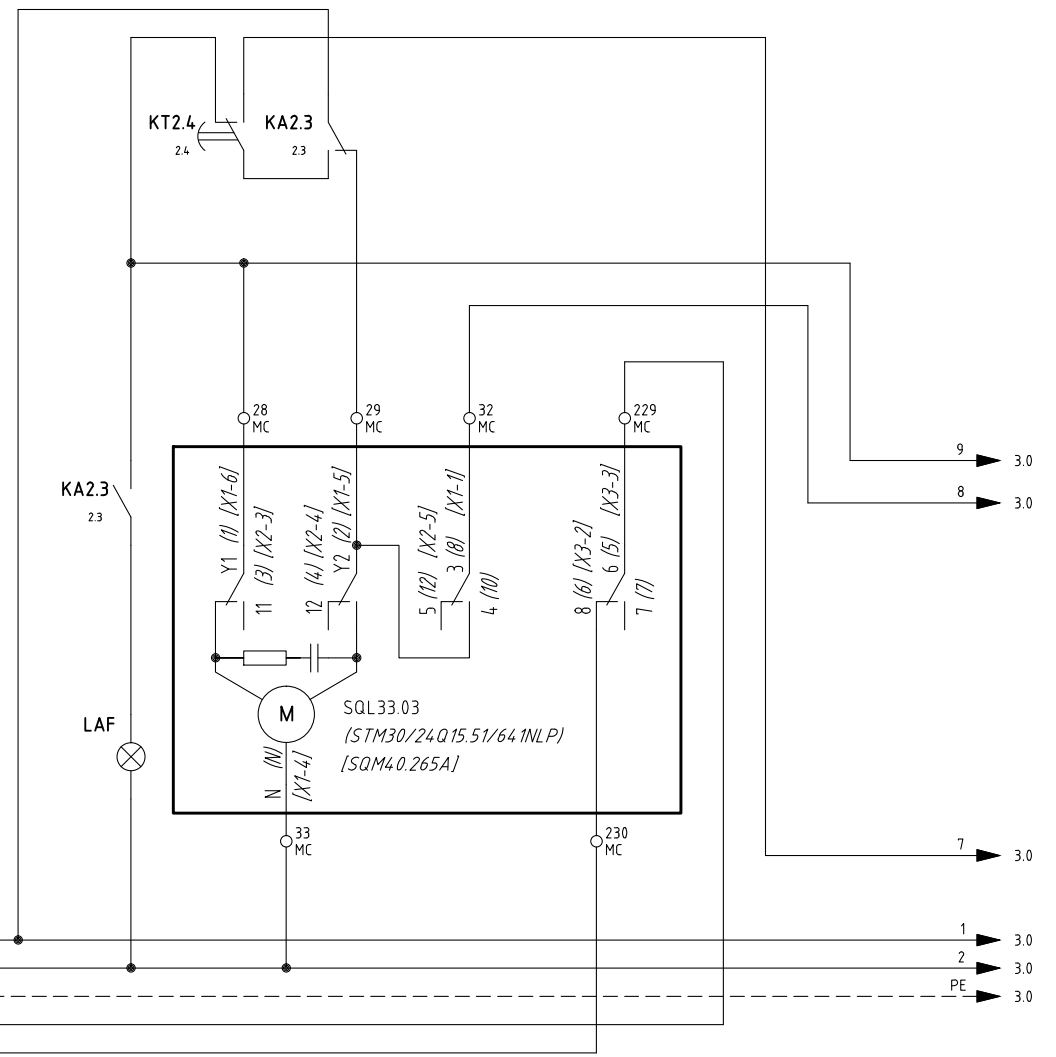 KT2.4
2.4
KA2.3
2.3
28
MC
29
MC
32
MC
229
MC
9
3.0
8
3.0
KA2.3
2.3
Y1 (1) [X1-6]
11 (3) [X2-3]
12 (4) [X2-4]
Y2 (2) [X1-5]
5 (12) [X2-5]
3 (8) [X1-1]
4 (10)
8 (6) [X3-2]
6 (5) [X3-3]
7 (7)
LAF
M
SQL33.03
(STM30/24Q15.51/641NLP)
[SQM40.265A]
N (N)
[X1-4]
33
MC
230
MC
7
3.0
1
3.0
2
3.0
PE
3.0